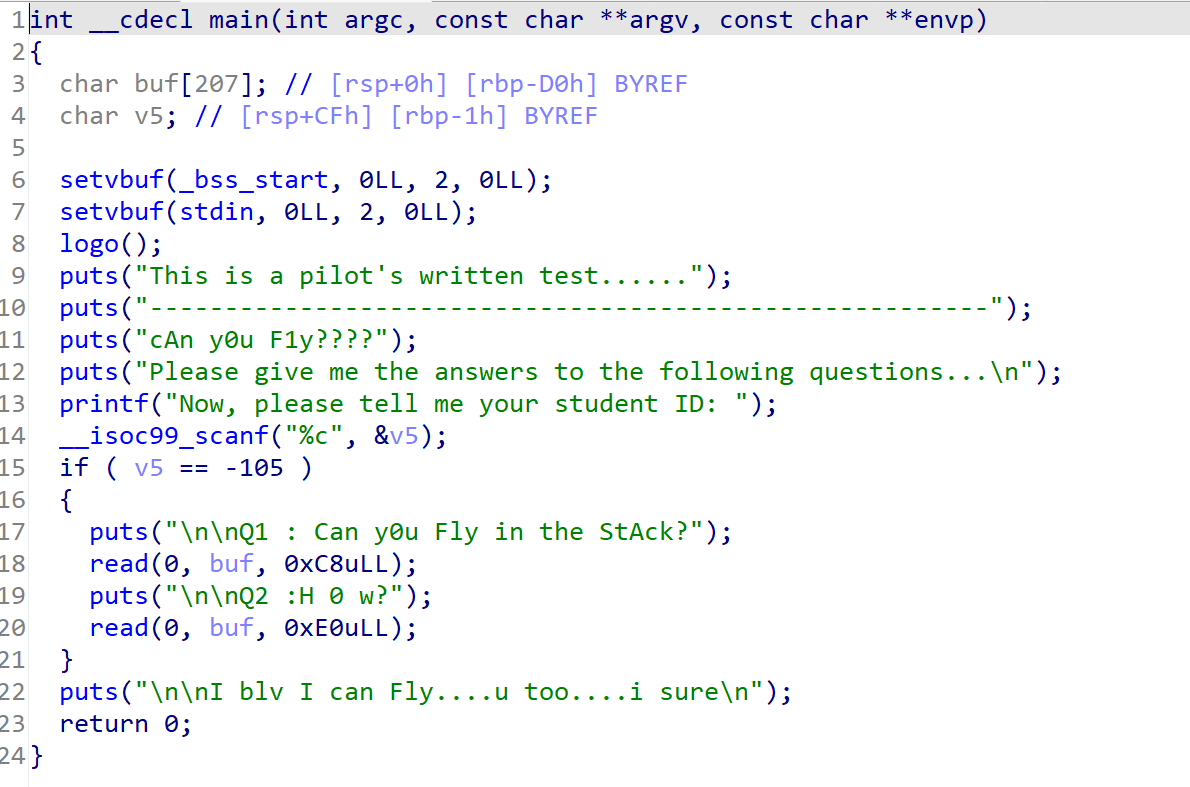 1 int __cdecl main(int argc, const char **argv, const char **envp)
2 {
3   char buf[207]; // [rsp+0h] [rbp-D0h] BYREF
4   char v5; // [rsp+CFh] [rbp-1h] BYREF
5
6   setvbuf(_bss_start, 0LL, 2, 0LL);
7   setvbuf(stdin, 0LL, 2, 0LL);
8   logo();
9   puts("This is a pilot's written test......");
10   puts("--------------------------------------------------------");
11   puts("cAn y0u F1y????");
12   puts("Please give me the answers to the following questions...\n");
13   printf("Now, please tell me your student ID: ");
14   __isoc99_scanf("%c", &v5);
15   if ( v5 == -105 )
16   {
17     puts("\n\nQ1 : Can y0u Fly in the StAck?");
18     read(0, buf, 0xC8uLL);
19     puts("\n\nQ2 :H 0 w?");
20     read(0, buf, 0xE0uLL);
21   }
22   puts("\n\nI blv I can Fly....u too....i sure\n");
23   return 0;
24 }